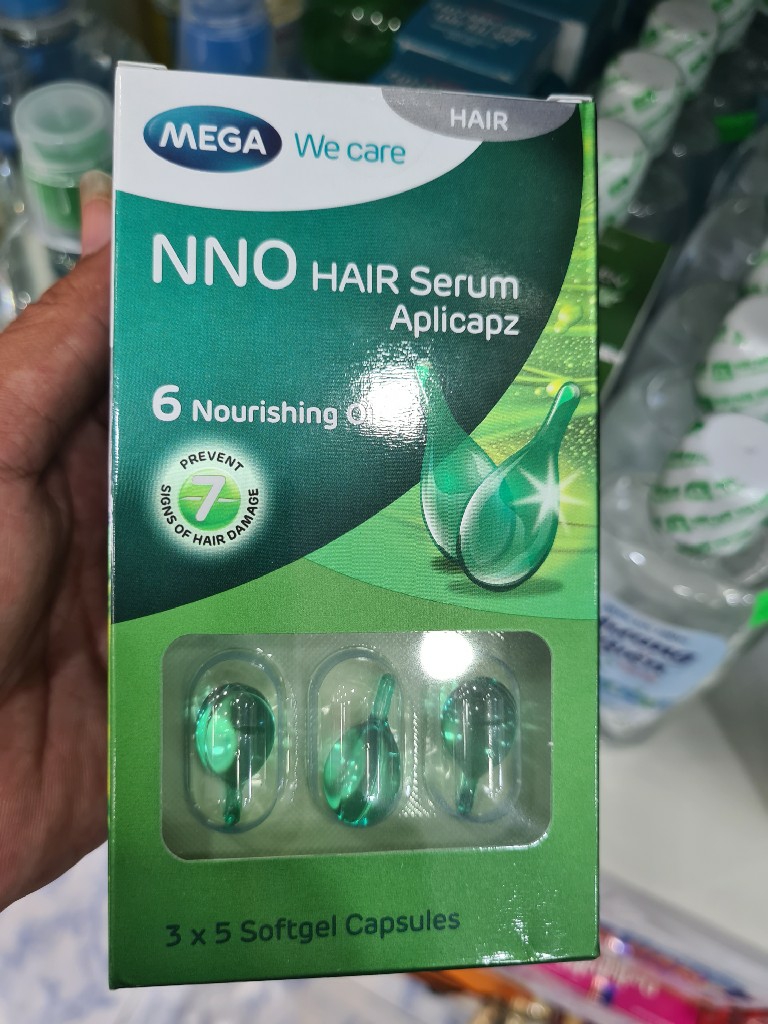 HAIR
MEGA We care
NNO HAIR Serum
Aplicapz
6 Nourishing
PREVENT
7
SIGNS OF HAIR DAMAGE
3 x 5 Softgel Capsules